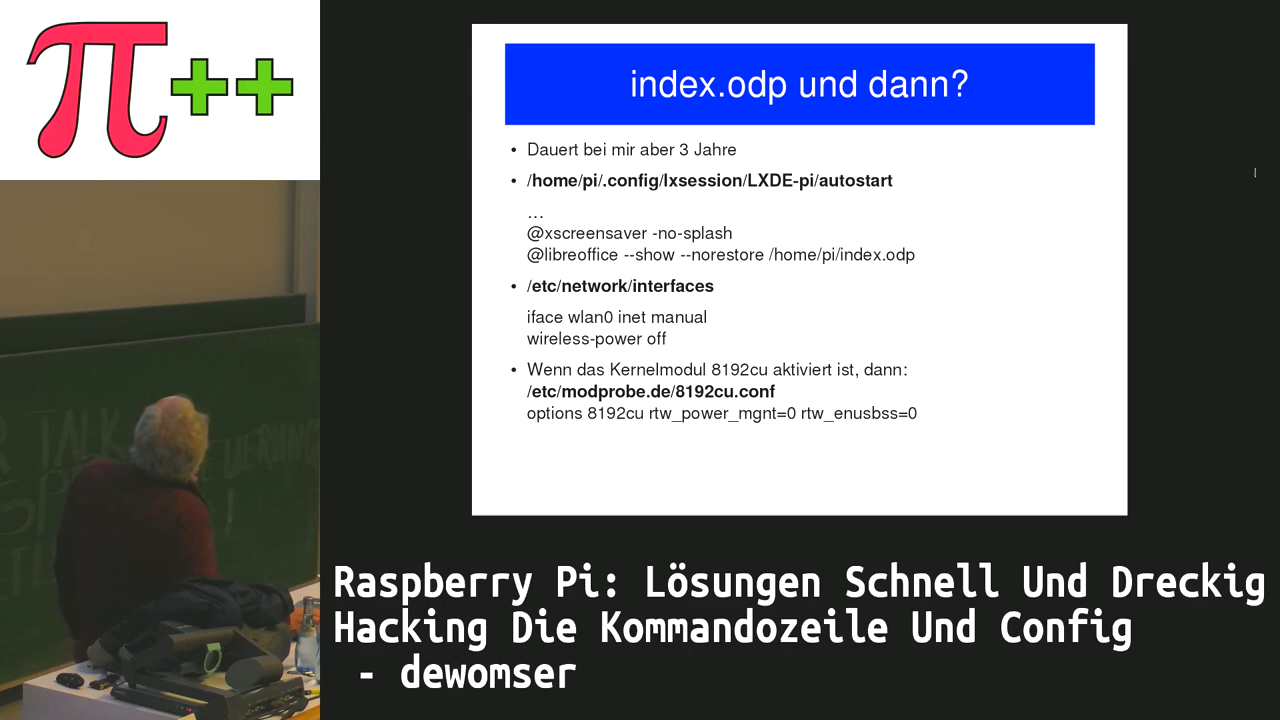 π++
index.odp und dann?
• Dauert bei mir aber 3 Jahre
• /home/pi/.config/lxsession/LXDE-pi/autostart
…
@xscreensaver -no-splash
@libreoffice --show --norestore /home/pi/index.odp
• /etc/network/interfaces
iface wlan0 inet manual
wireless-power off
• Wenn das Kernelmodul 8192cu aktiviert ist, dann:
/etc/modprobe.de/8192cu.conf
options 8192cu rtw_power_mgnt=0 rtw_enusbss=0
TALK
Raspberry Pi: Lösungen Schnell Und Dreckig
Hacking Die Kommandozeile Und Config
- dewomser